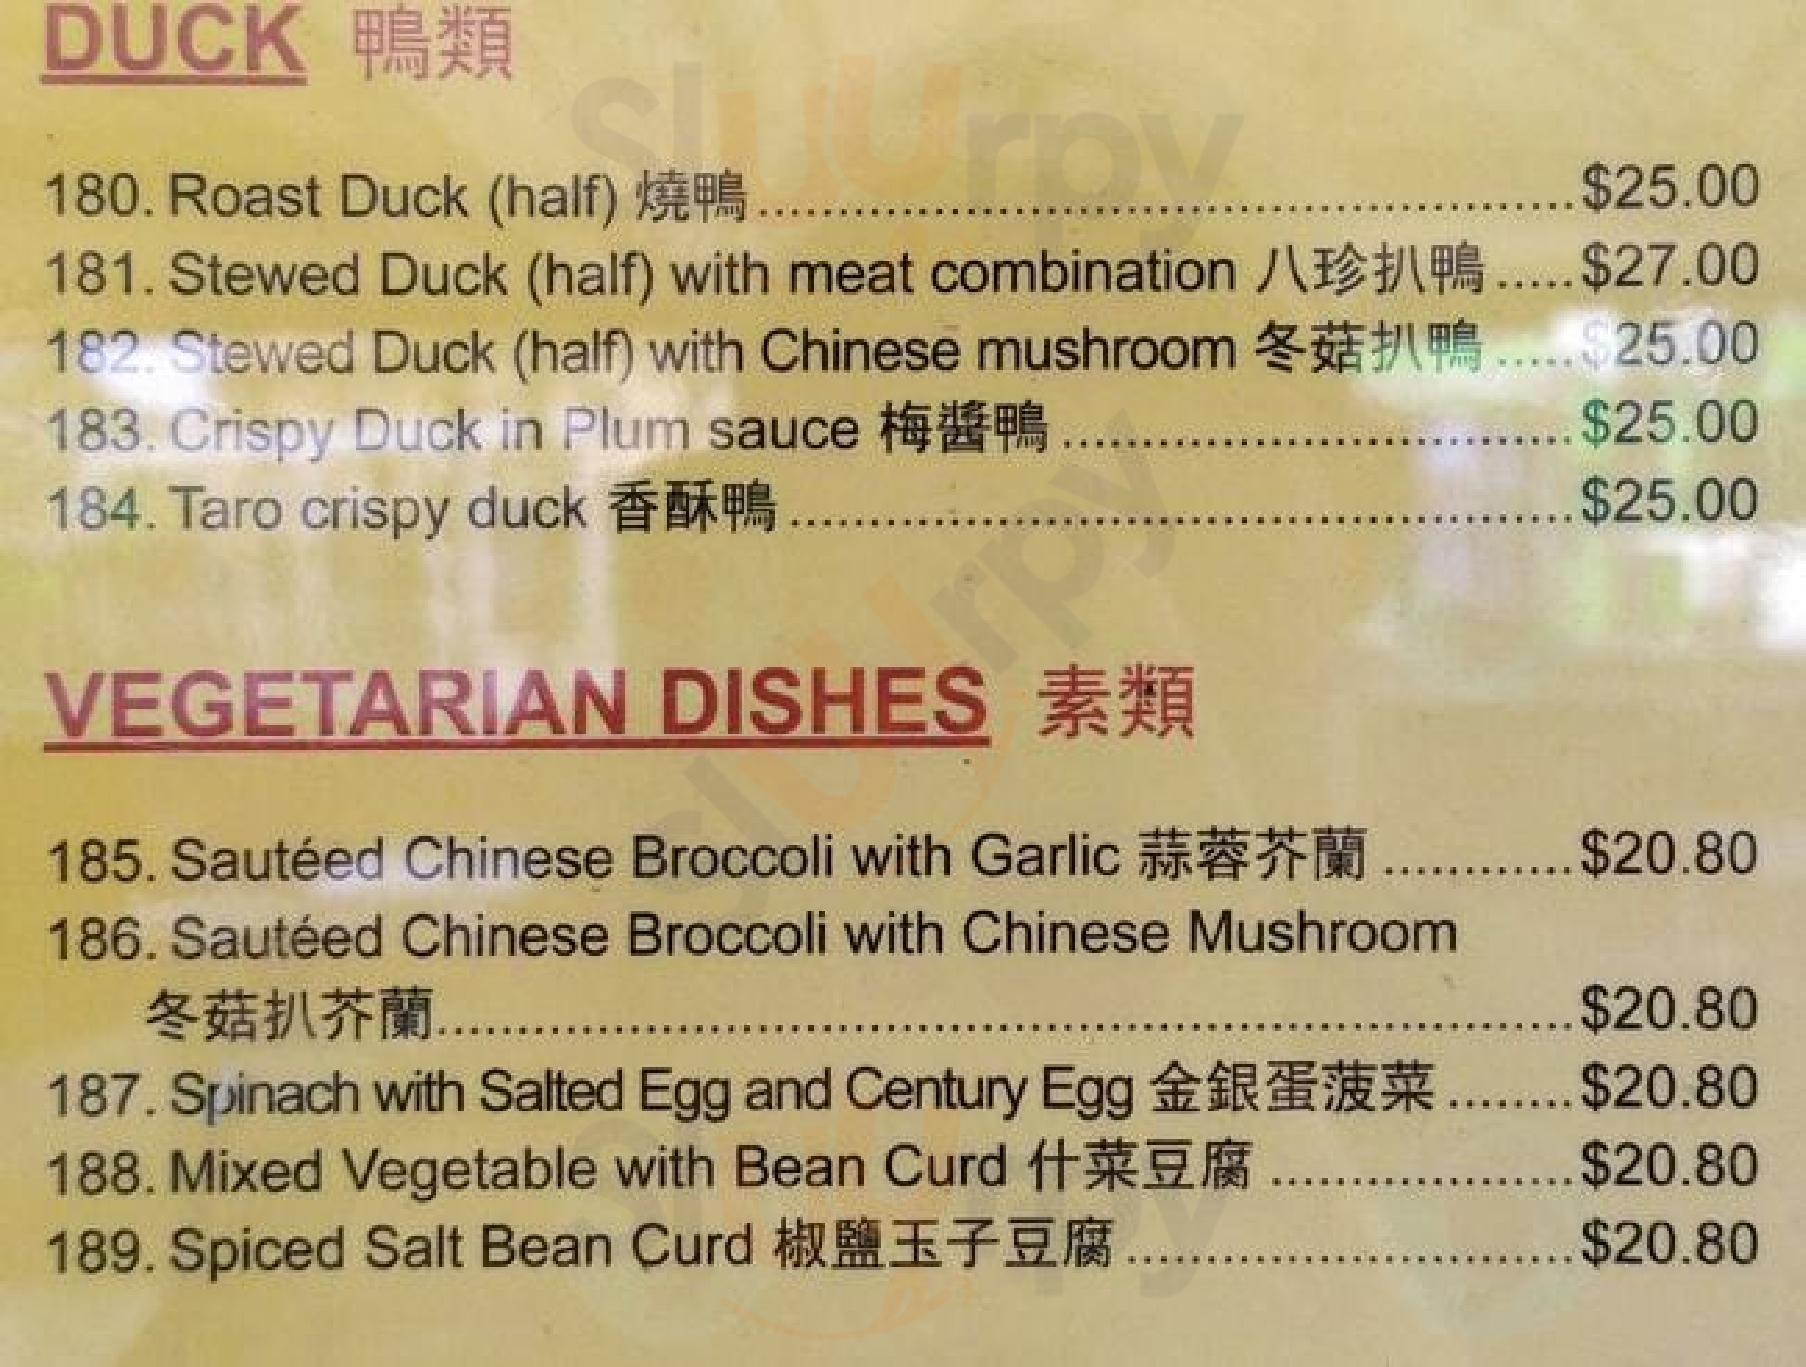 DUCK 鴨類
180. Roast Duck (half) 燒鴨 ........ $25.00
181. Stewed Duck (half) with meat combination 八珍扒鴨 ..... $27.00
182. Stewed Duck (half) with Chinese mushroom 冬菇扒鴨 ..... $25.00
183. Crispy Duck in Plum sauce 梅醬鴨 ........ $25.00
184. Taro crispy duck 香酥鴨 ........ $25.00
VEGETARIAN DISHES 素類
185. Sautéed Chinese Broccoli with Garlic 蒜蓉芥蘭 ............ $20.80
186. Sautéed Chinese Broccoli with Chinese Mushroom
冬菇扒芥蘭 ........ $20.80
187. Spinach with Salted Egg and Century Egg 金銀蛋菠菜 ........ $20.80
188. Mixed Vegetable with Bean Curd 什菜豆腐 ........ $20.80
189. Spiced Salt Bean Curd 椒鹽玉子豆腐 ........ $20.80
sluurpy
sluurpy
sluurpy